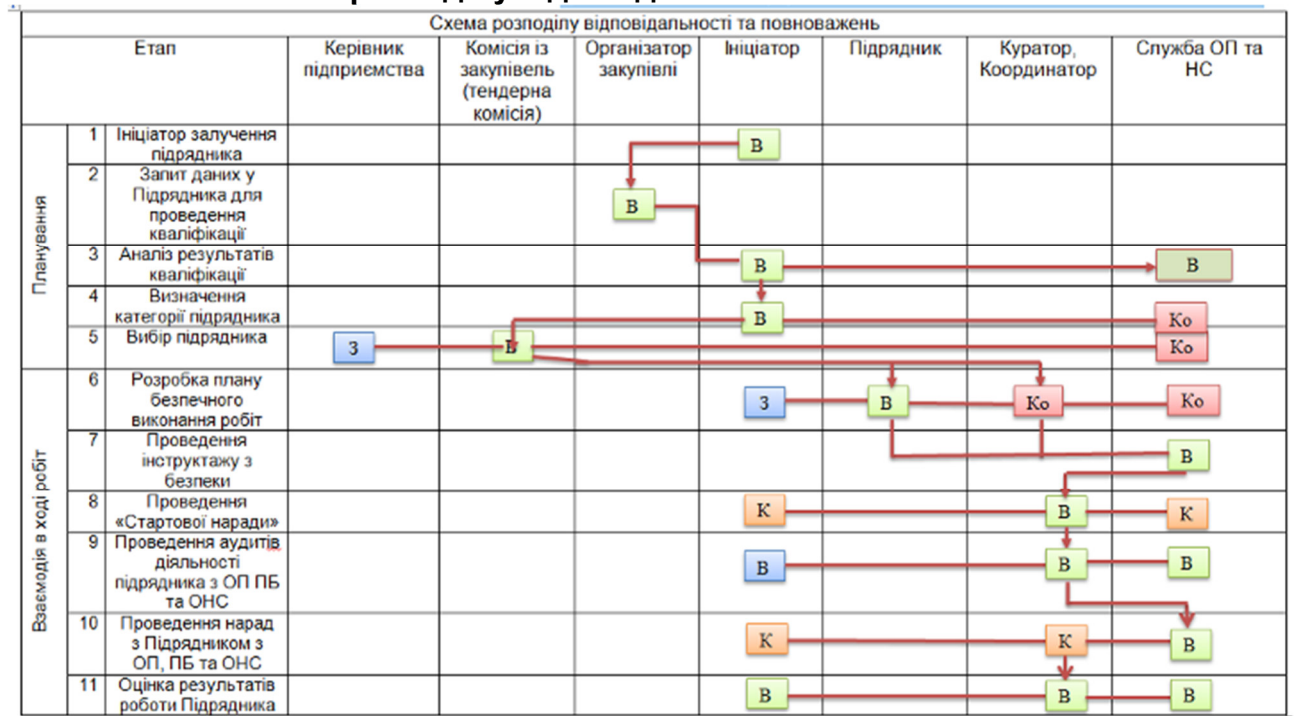 Схема розподілу відповідальності та повноважень
Етап
Керівник
підприємства
Комісія із
закупівель
(тендерна
комісія)
Організатор
закупівлі
Ініціатор
Підрядник
Куратор,
Координатор
Служба ОП та
НС
Планування
1 Ініціатор залучення
підрядника
В
2 Запит даних у
Підрядника для
проведення
кваліфікації
В
3 Аналіз результатів
кваліфікації
В В
4 Визначення
категорії підрядника
В Ко
5 Вибір підрядника
З В Ко
Взаємодія в ході робіт
6 Розробка плану
безпечного
виконання робіт
З В Ко Ко
7 Проведення
інструктажу з
безпеки
В
8 Проведення
«Стартової наради»
К В К
9 Проведення аудитів
діяльності
підрядника з ОП ПБ
та ОНС
В В В
10 Проведення нарад
з Підрядником з
ОП, ПБ та ОНС
К К В
11 Оцінка результатів
роботи Підрядника
В В В